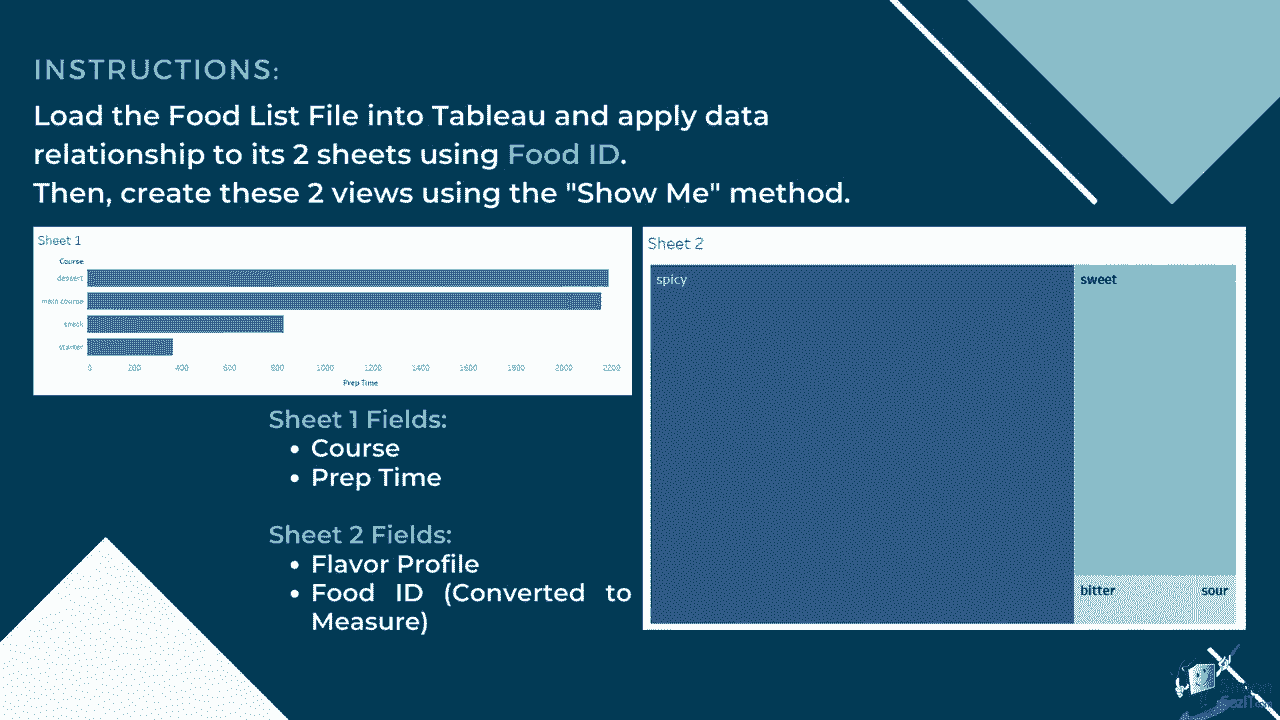 INSTRUCTIONS:
Load the Food List File into Tableau and apply data
relationship to its 2 sheets using Food ID.
Then, create these 2 views using the "Show Me" method.
Sheet 1
Course
dessert
main course
snack
starter
0 200 400 600 800 1000 1200 1400 1600 1800 2000 2200
Prep Time
Sheet 1 Fields:
• Course
• Prep Time
Sheet 2 Fields:
• Flavor Profile
• Food ID (Converted to
Measure)
Sheet 2
spicy
sweet
bitter
sour